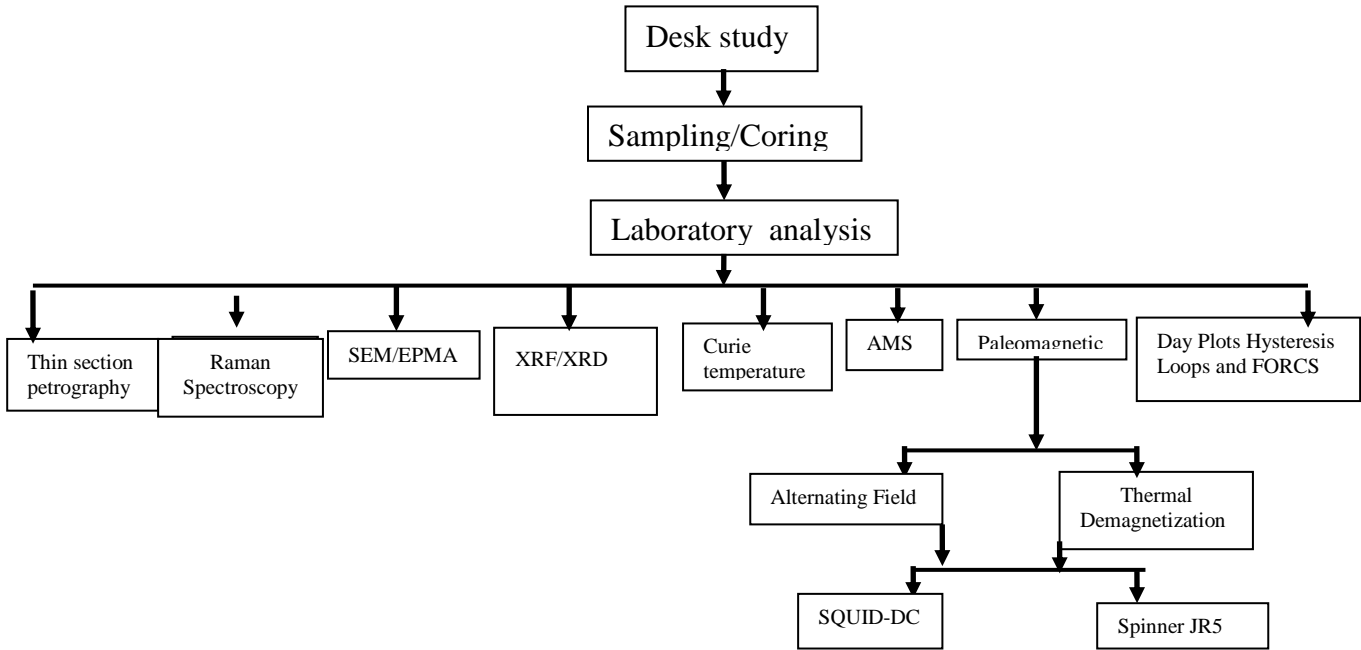 Desk study
Sampling/Coring
Laboratory analysis
Thin section
petrography
Raman
Spectroscopy
SEM/EPMA
XRF/XRD
Curie
temperature
AMS
Paleomagnetic
Day Plots Hysteresis
Loops and FORCS
Alternating Field
Thermal
Demagnetization
SQUID-DC
Spinner JR5